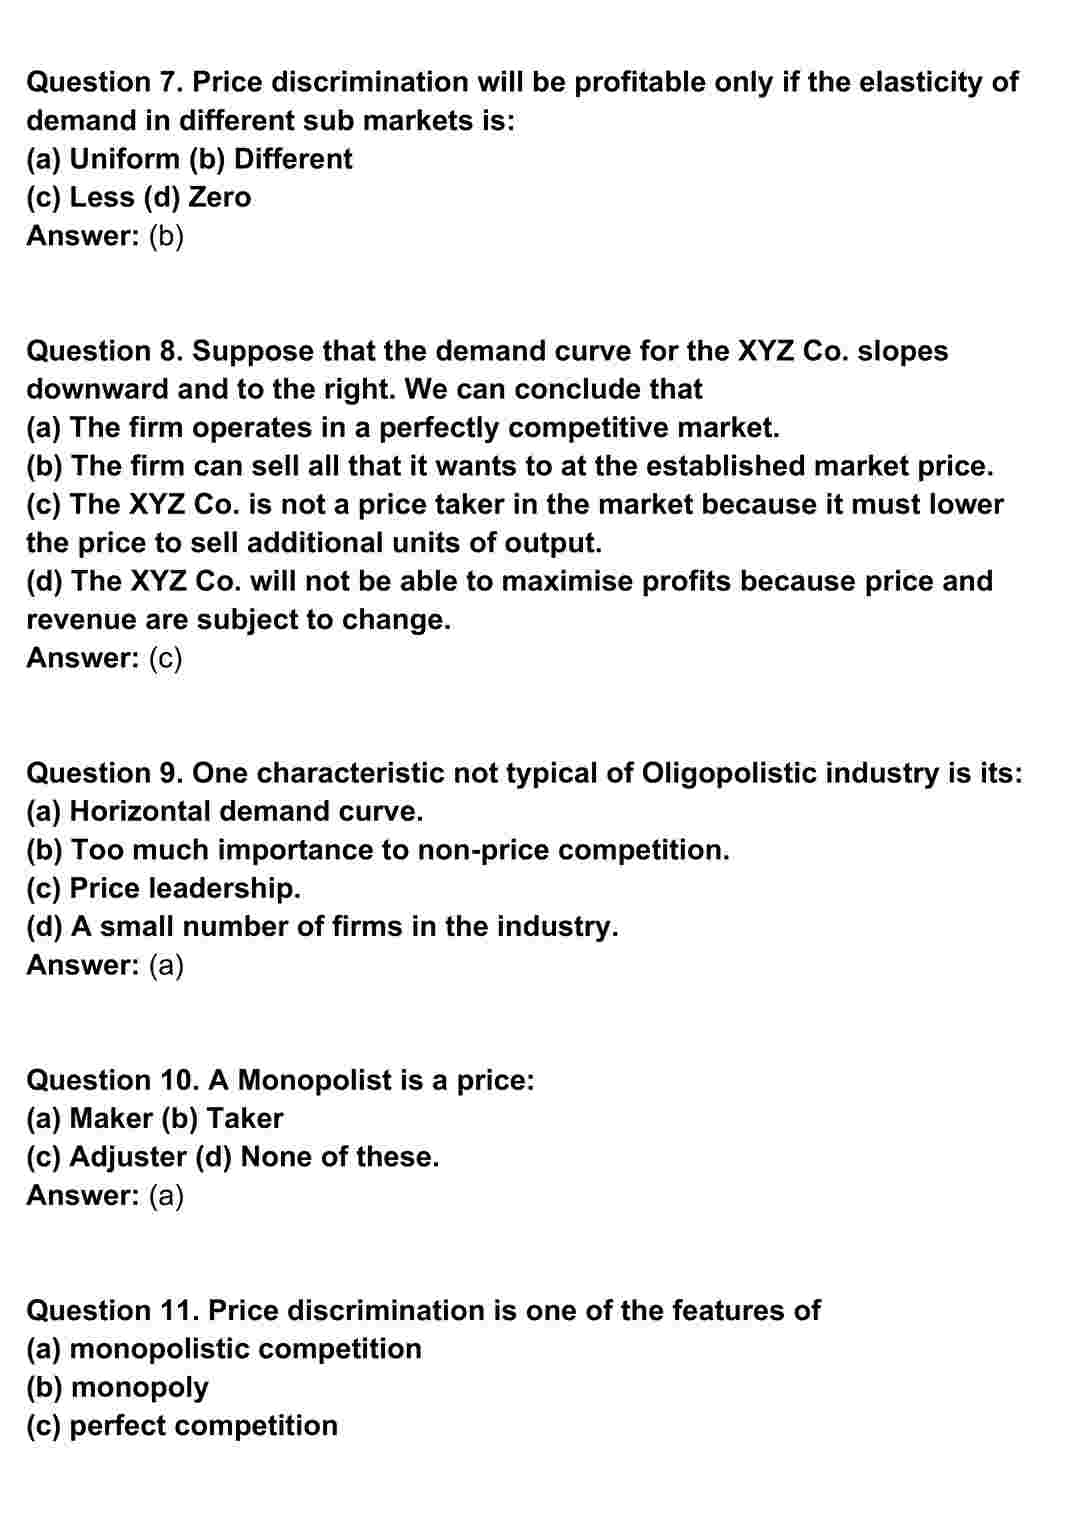 Question 7. Price discrimination will be profitable only if the elasticity of
demand in different sub markets is:
(a) Uniform (b) Different
(c) Less (d) Zero
Answer: (b)
Question 8. Suppose that the demand curve for the XYZ Co. slopes
downward and to the right. We can conclude that
(a) The firm operates in a perfectly competitive market.
(b) The firm can sell all that it wants to at the established market price.
(c) The XYZ Co. is not a price taker in the market because it must lower
the price to sell additional units of output.
(d) The XYZ Co. will not be able to maximise profits because price and
revenue are subject to change.
Answer: (c)
Question 9. One characteristic not typical of Oligopolistic industry is its:
(a) Horizontal demand curve.
(b) Too much importance to non-price competition.
(c) Price leadership.
(d) A small number of firms in the industry.
Answer: (a)
Question 10. A Monopolist is a price:
(a) Maker (b) Taker
(c) Adjuster (d) None of these.
Answer: (a)
Question 11. Price discrimination is one of the features of
(a) monopolistic competition
(b) monopoly
(c) perfect competition